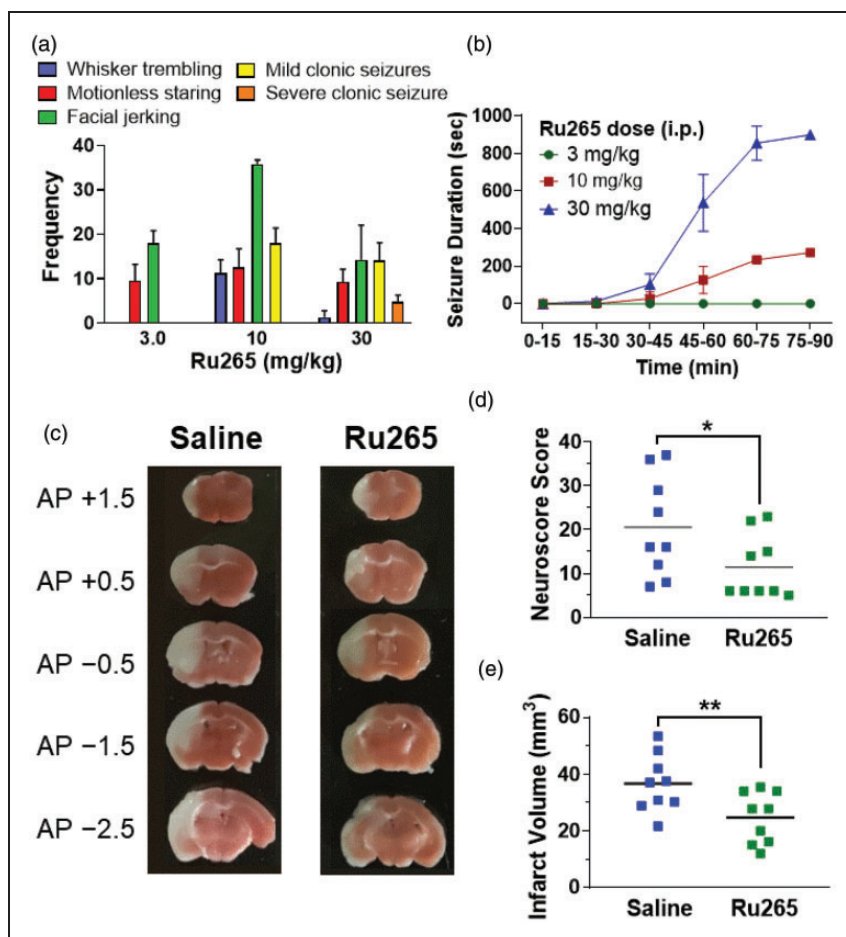 (a)
Whisker trembling
Mild clonic seizures
Motionless staring
Severe clonic seizure
Facial jerking
Frequency
40
30
20
10
0
3.0
10
30
Ru265 (mg/kg)
(b)
Seizure Duration (sec)
1000
800
600
400
200
0
Ru265 dose (i.p.)
3 mg/kg
10 mg/kg
30 mg/kg
0-15
15-30
30-45
45-60
60-75
75-90
Time (min)
(c)
Saline
Ru265
AP +1.5
AP +0.5
AP −0.5
AP −1.5
AP −2.5
(d)
Neuroscore Score
40
30
20
10
0
*
Saline
Ru265
(e)
Infarct Volume (mm³)
60
40
20
0
**
Saline
Ru265